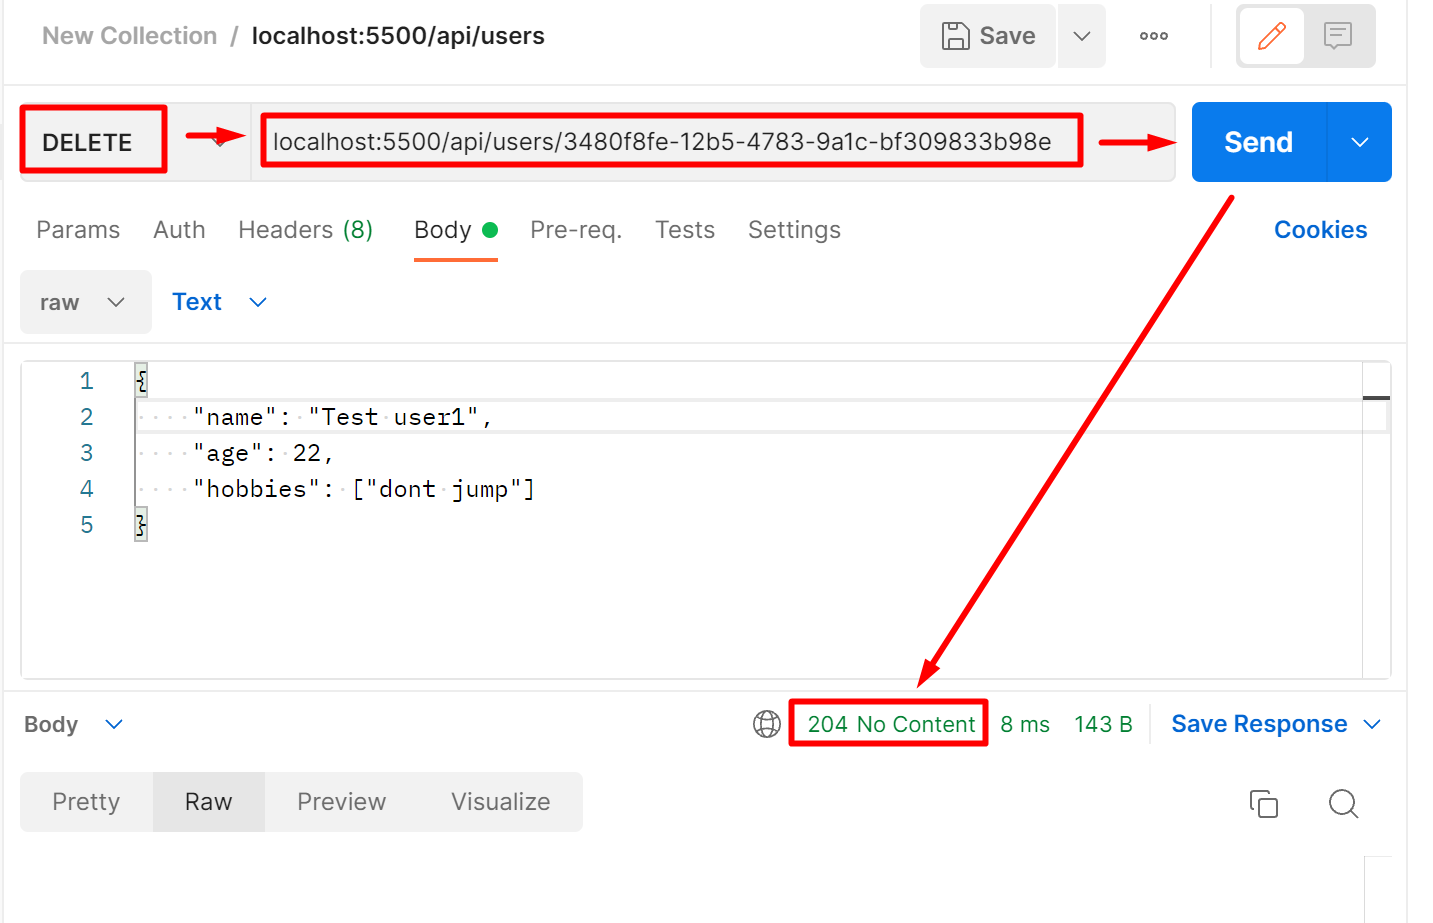 New Collection / localhost:5500/api/users
Save
DELETE
localhost:5500/api/users/3480f8fe-12b5-4783-9a1c-bf309833b98e
Send
Params Auth Headers (8) Body Pre-req. Tests Settings Cookies
raw Text
1 {
2 "name": "Test user1",
3 "age": 22,
4 "hobbies": ["dont jump"]
5 }
Body 204 No Content 8 ms 143 B Save Response
Pretty Raw Preview Visualize